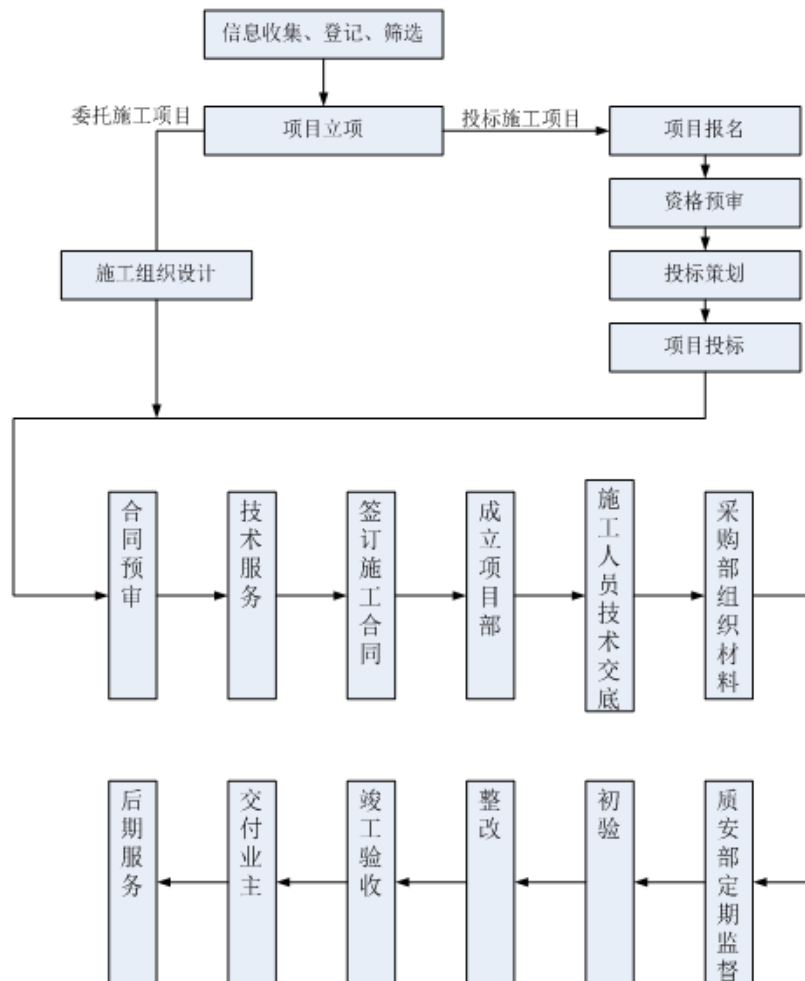 信息收集、登记、筛选
委托施工项目
项目立项
投标施工项目
项目报名
资格预审
施工组织设计
投标策划
项目投标
合同预审
技术服务
签订施工合同
成立项目部
施工人员技术交底
采购部组织材料
后期服务
交付业主
竣工验收
整改
初验
质安部定期监督